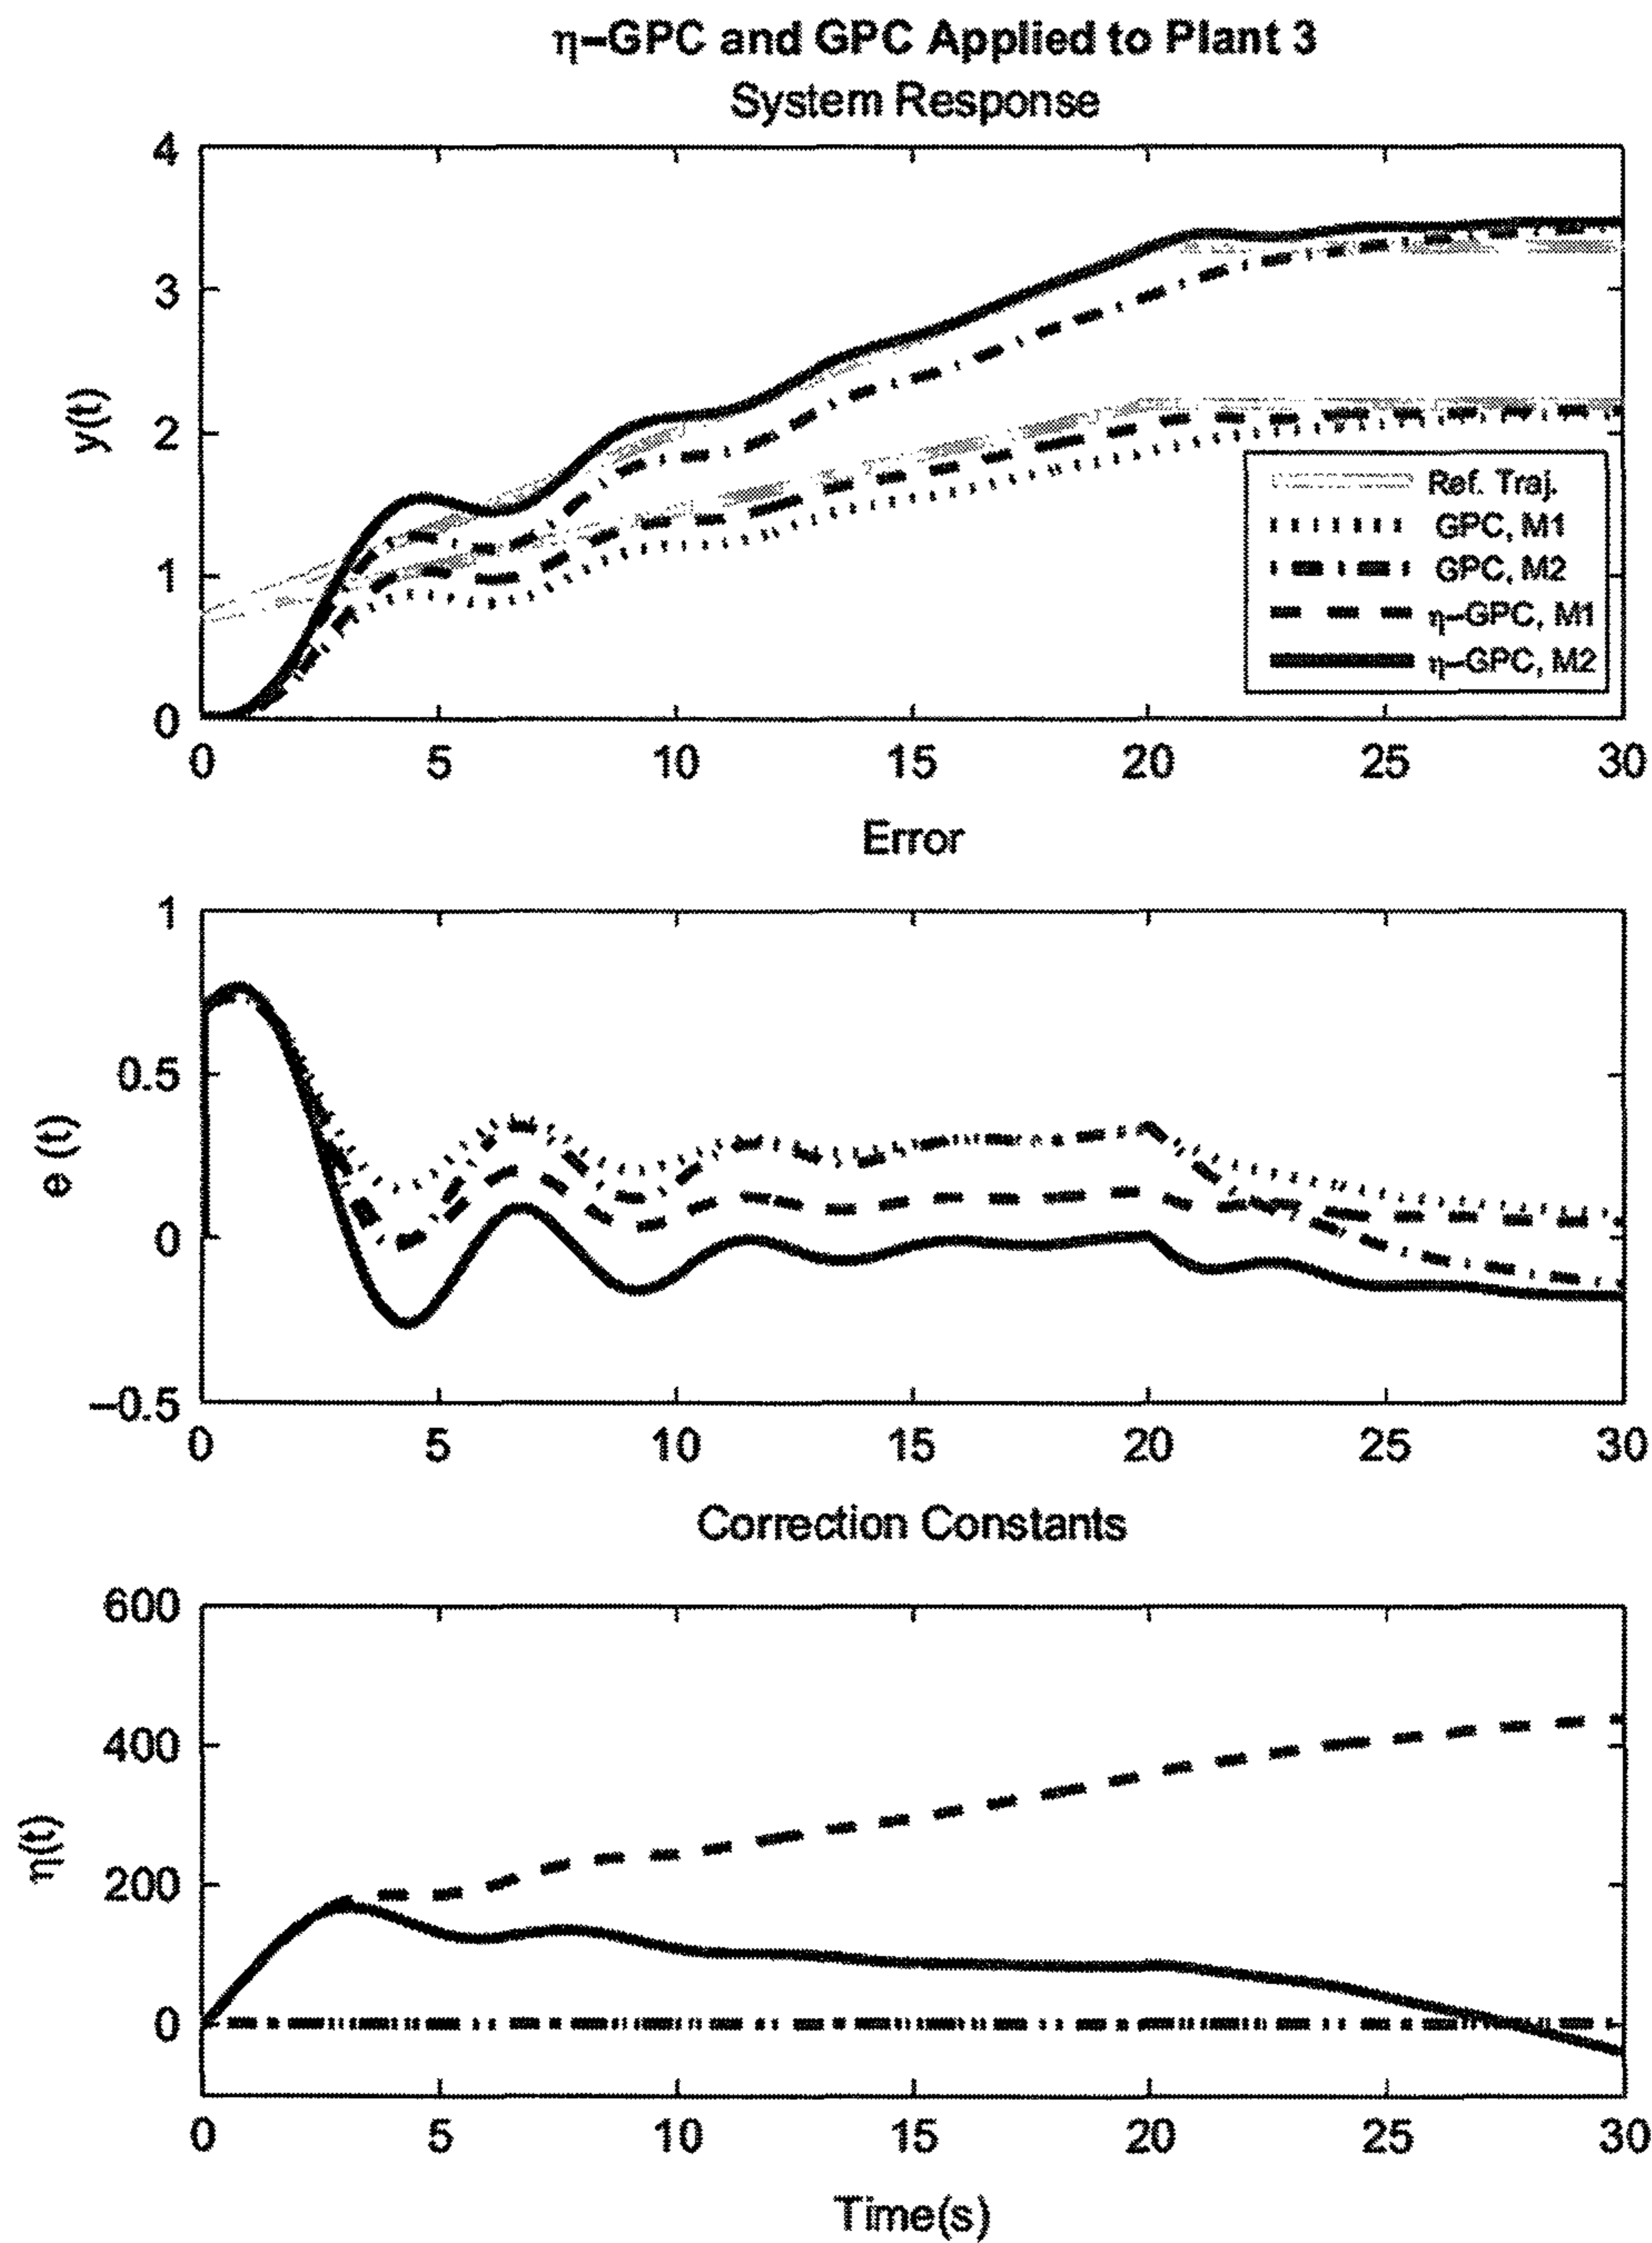 η–GPC and GPC Applied to Plant 3
System Response
4
3
2
1
0
y(t)
Ref. Traj.
GPC, M1
GPC, M2
η–GPC, M1
η–GPC, M2
0 5 10 15 20 25 30
Error
1
0.5
0
–0.5
e (t)
0 5 10 15 20 25 30
Correction Constants
600
400
200
0
η(t)
0 5 10 15 20 25 30
Time(s)